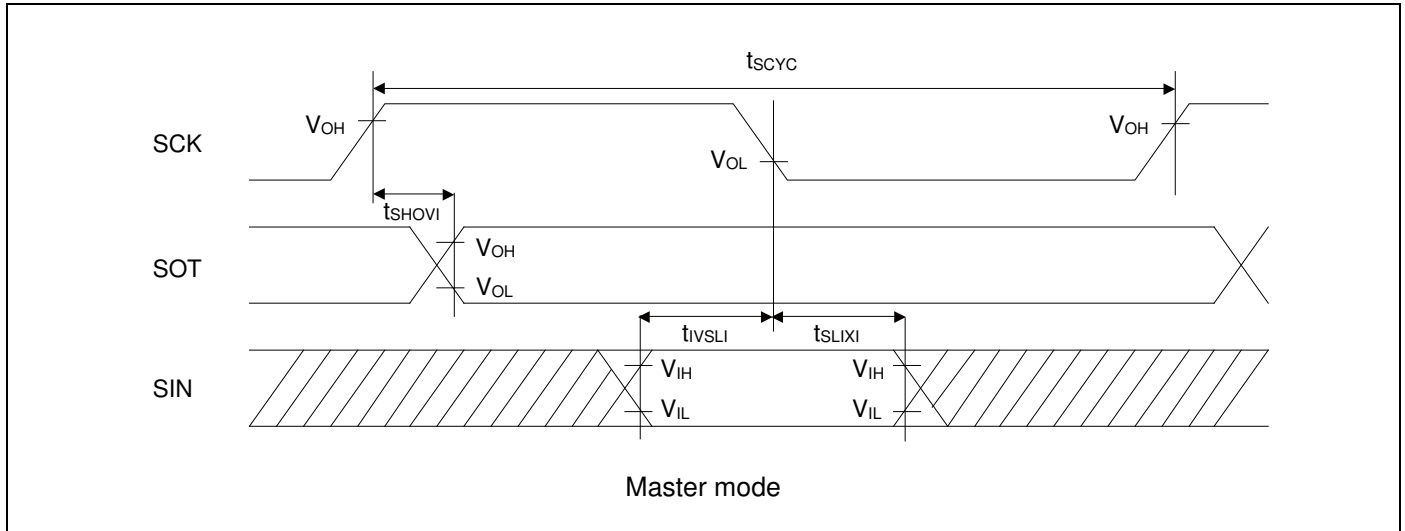 tSCYC
VOH
VOH
SCK
VOL
tSHOVI
VOH
SOT
VOL
tIVSLI
tSLIXI
VIH
VIH
SIN
VIL
VIL
Master mode